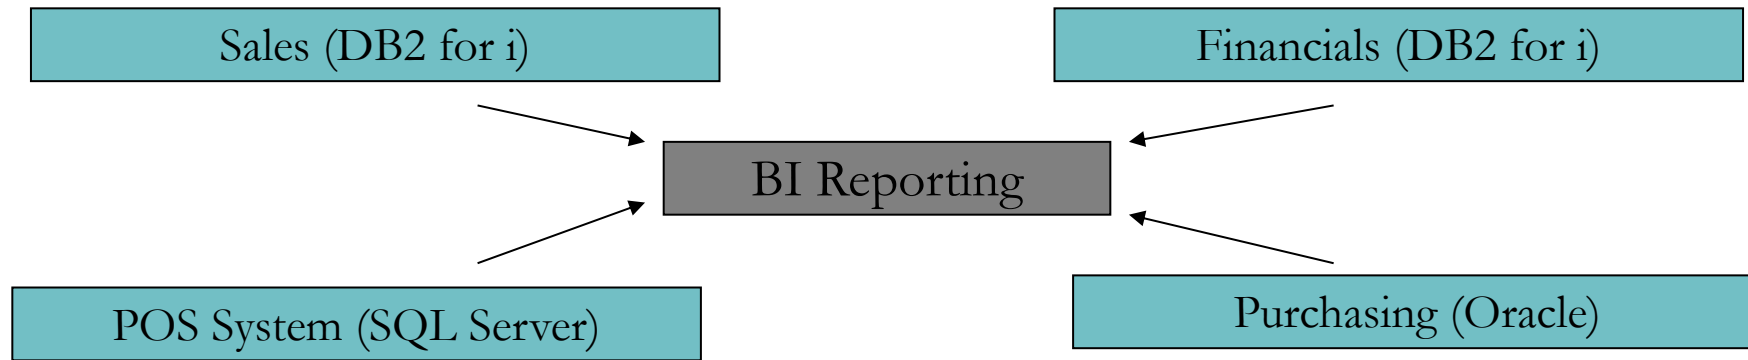 Sales (DB2 for i)
Financials (DB2 for i)
BI Reporting
POS System (SQL Server)
Purchasing (Oracle)